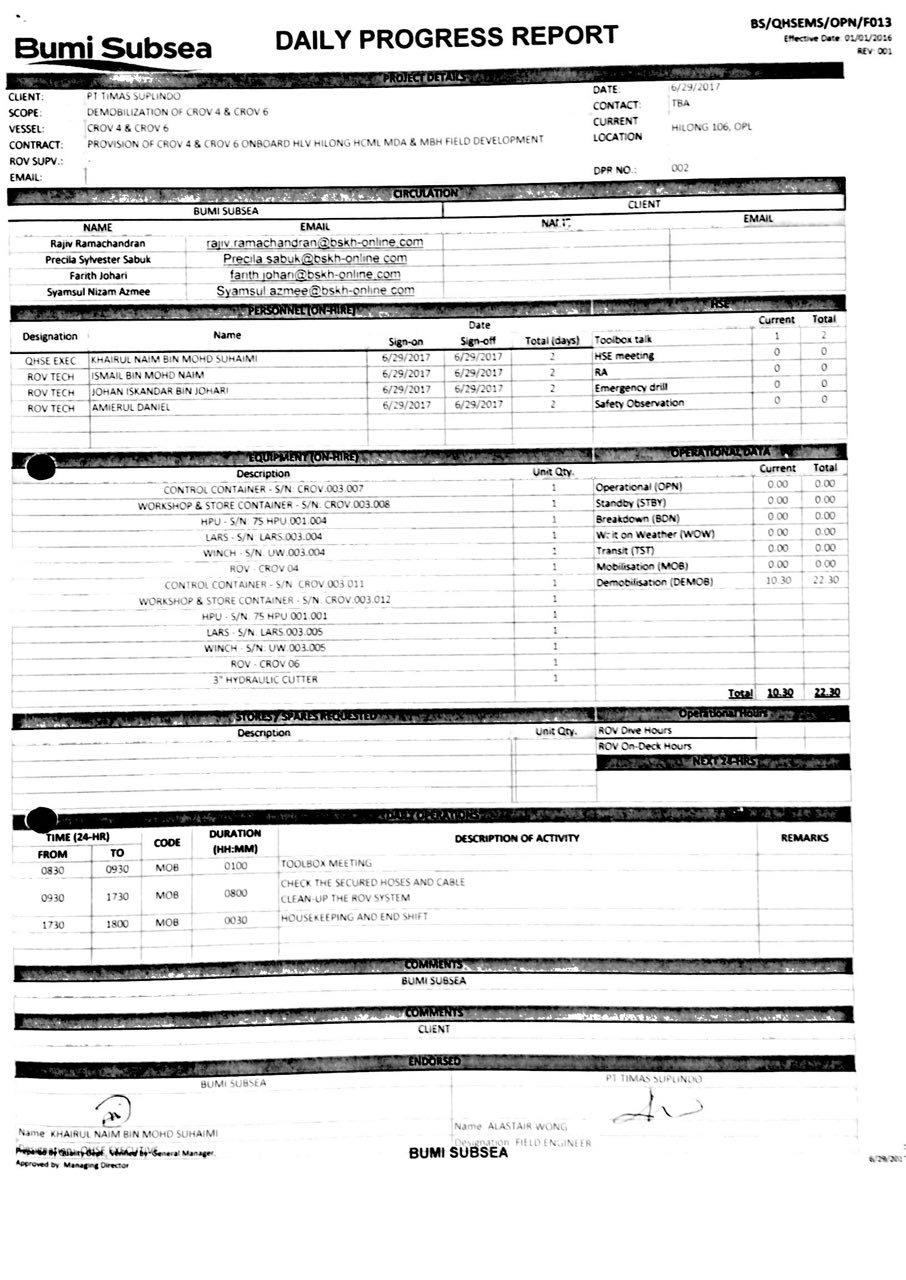 BS/QHSEMS/OPN/F013
Bumi Subsea
DAILY PROGRESS REPORT
Effective Date: 01/01/2016
REV: 001
PROJECT DETAILS
CLIENT: PT TIMAS SUPLINDO DATE: 6/29/2017
SCOPE: DEMOBILIZATION OF CROV 4 & CROV 6 CONTACT: TBA
VESSEL: CROV 4 & CROV 6 CURRENT LOCATION HILONG 106, OPL
CONTRACT: PROVISION OF CROV 4 & CROV 6 ONBOARD HLV HILONG HCML MDA & MBH FIELD DEVELOPMENT
ROV SUPV.: -
EMAIL: DPR NO.: 002
CIRCULATION
BUMI SUBSEA CLIENT
NAME EMAIL EMAIL
Rajiv Ramachandran rajiv.ramachandran@bskh-online.com
Precila Sylvester Sabuk Precila.sabuk@bskh-online.com
Farith Johari farith.johari@bskh-online.com
Syamsul Nizam Azmee Syamsul.azmee@bskh-online.com
PERSONNEL (ON-HIRE) HSE
Designation Name Date Current Total
Sign-on Sign-off Total (days) Toolbox talk 1 2
QHSE EXEC KHAIRUL NAIM BIN MOHD SUHAIMI 6/29/2017 6/29/2017 2 HSE meeting 0 0
ROV TECH ISMAIL BIN MOHD NAIM 6/29/2017 6/29/2017 2 RA 0 0
ROV TECH JOHAN ISKANDAR BIN JOHARI 6/29/2017 6/29/2017 2 Emergency drill 0 0
ROV TECH AMIERUL DANIEL 6/29/2017 6/29/2017 2 Safety Observation 0 0
EQUIPMENT (ON-HIRE) OPERATIONAL DATA
Description Unit Qty. Current Total
CONTROL CONTAINER - S/N: CROV.003.007 1 Operational (OPN) 0.00 0.00
WORKSHOP & STORE CONTAINER - S/N: CROV.003.008 1 Standby (STBY) 0.00 0.00
HPU - S/N: 75 HPU.001.004 1 Breakdown (BDN) 0.00 0.00
LARS - S/N: LARS.003.004 1 Wait on Weather (WOW) 0.00 0.00
WINCH - S/N: UW.003.004 1 Transit (TST) 0.00 0.00
ROV - CROV 04 1 Mobilisation (MOB) 0.00 0.00
CONTROL CONTAINER - S/N: CROV.003.011 1 Demobilisation (DEMOB) 10.30 22.30
WORKSHOP & STORE CONTAINER - S/N: CROV.003.012 1
HPU - S/N: 75 HPU.001.001 1
LARS - S/N: LARS.003.005 1
WINCH - S/N: UW.003.005 1
ROV - CROV 06 1
3" HYDRAULIC CUTTER 1
Total 10.30 22.30
STORES / SPARES REQUESTED Operational Hours
Description Unit Qty. ROV Dive Hours
ROV On-Deck Hours
NEXT 24-HRS
DAILY OPERATIONS
TIME (24-HR) CODE DURATION (HH:MM) DESCRIPTION OF ACTIVITY REMARKS
FROM TO
0830 0930 MOB 0100 TOOLBOX MEETING
0930 1730 MOB 0800 CHECK THE SECURED HOSES AND CABLE
CLEAN-UP THE ROV SYSTEM
1730 1800 MOB 0030 HOUSEKEEPING AND END SHIFT
COMMENTS
BUMI SUBSEA
COMMENTS
CLIENT
ENDORSED
BUMI SUBSEA PT TIMAS SUPLINDO
Name: KHAIRUL NAIM BIN MOHD SUHAIMI Name: ALASTAIR WONG
Designation: FIELD ENGINEER
Prepared by Quality Dept., Verified by: General Manager. BUMI SUBSEA
Approved by: Managing Director